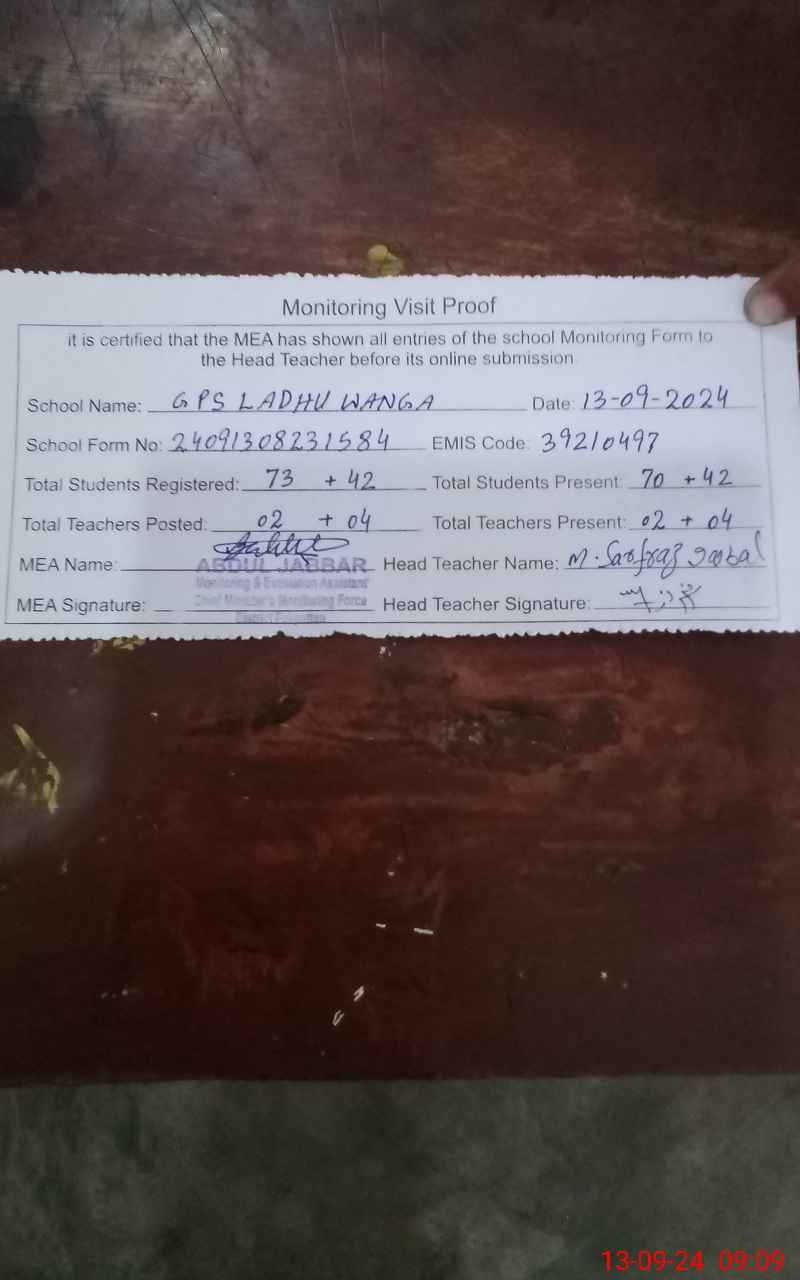 Monitoring Visit Proof
it is certified that the MEA has shown all entries of the school Monitoring Form to
the Head Teacher before its online submission
School Name: GPS LADHU WANGA Date: 13-09-2024
School Form No: 24091308231584 EMIS Code: 39210497
Total Students Registered: 73 + 42 Total Students Present: 70 + 42
Total Teachers Posted: 02 + 04 Total Teachers Present: 02 + 04
MEA Name: ABDUL JABBAR Head Teacher Name: M. Sarfraz Iqbal
Monitoring & Evaluation Assistant
MEA Signature: Chief Minister's Monitoring Force Head Teacher Signature:
District
13-09-24 09:09